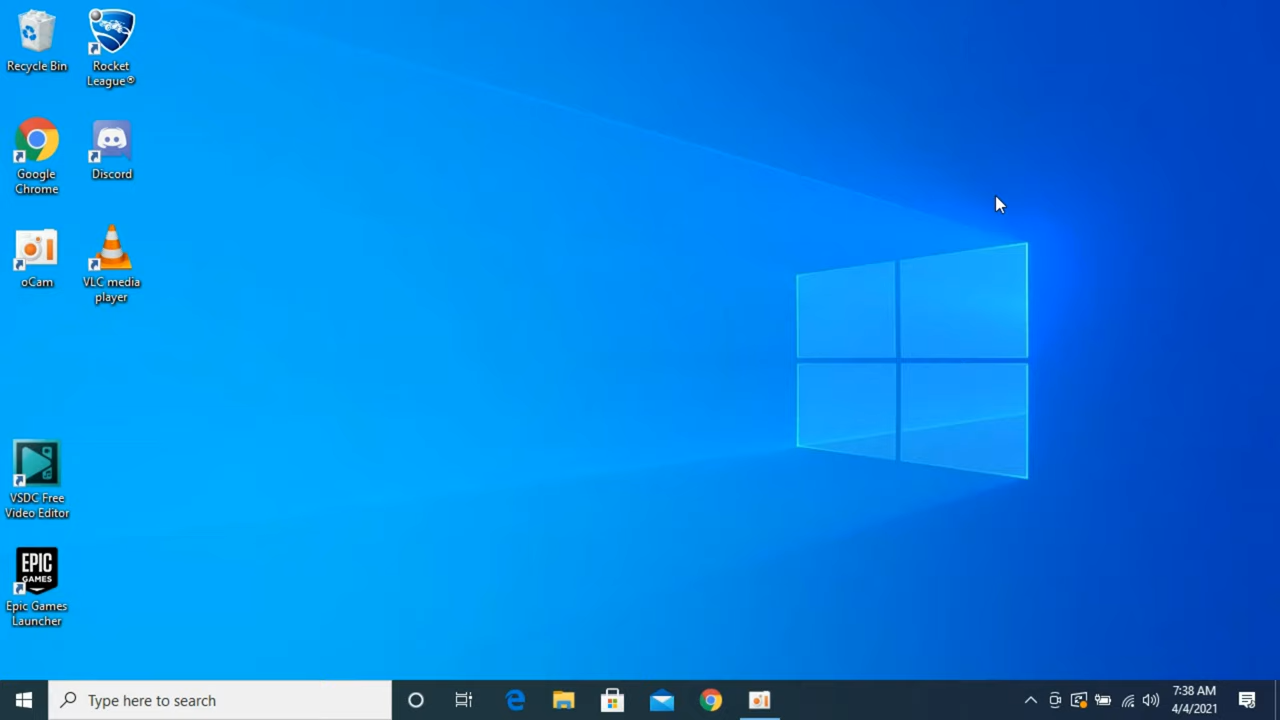 Recycle Bin
Rocket
League®
Google
Chrome
Discord
oCam
VLC media
player
VSDC Free
Video Editor
EPIC
GAMES
Epic Games
Launcher
Type here to search
7:38 AM
4/4/2021